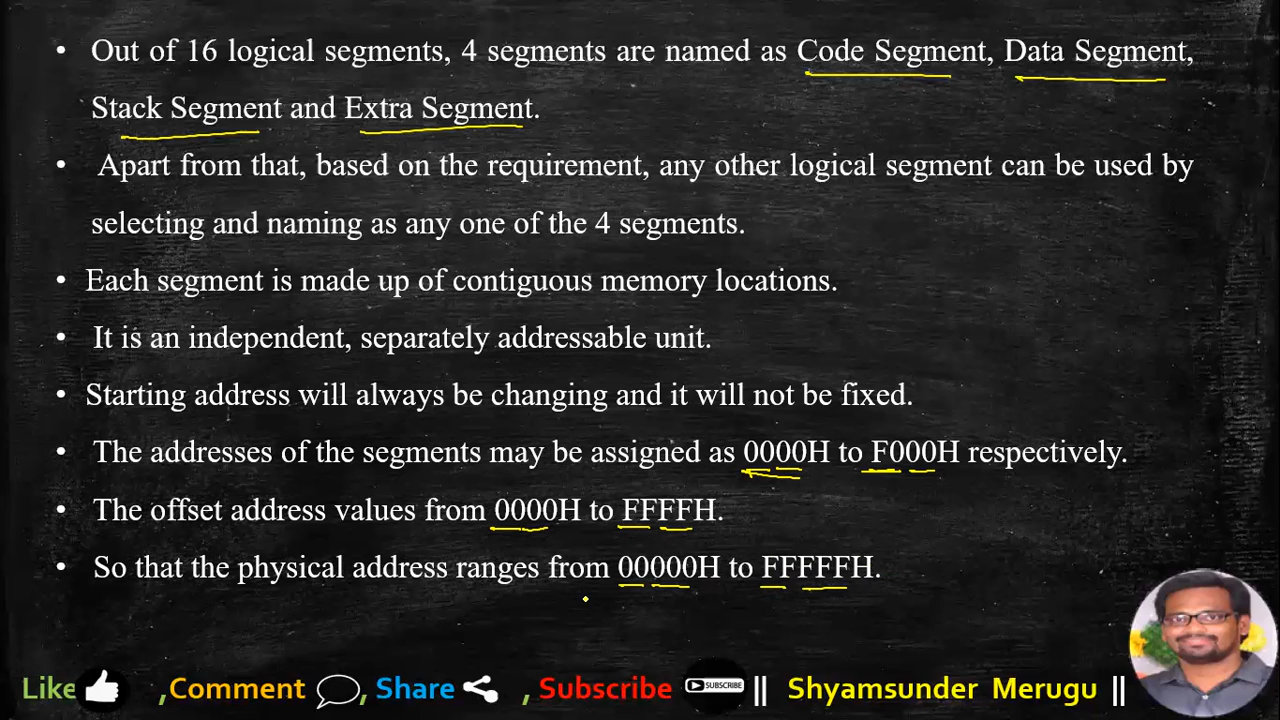 • Out of 16 logical segments, 4 segments are named as Code Segment, Data Segment,
Stack Segment and Extra Segment.
• Apart from that, based on the requirement, any other logical segment can be used by
selecting and naming as any one of the 4 segments.
• Each segment is made up of contiguous memory locations.
• It is an independent, separately addressable unit.
• Starting address will always be changing and it will not be fixed.
• The addresses of the segments may be assigned as 0000H to F000H respectively.
• The offset address values from 0000H to FFFFH.
• So that the physical address ranges from 00000H to FFFFFH.
Like ,Comment , Share , Subscribe SUBSCRIBE || Shyamsunder Merugu ||